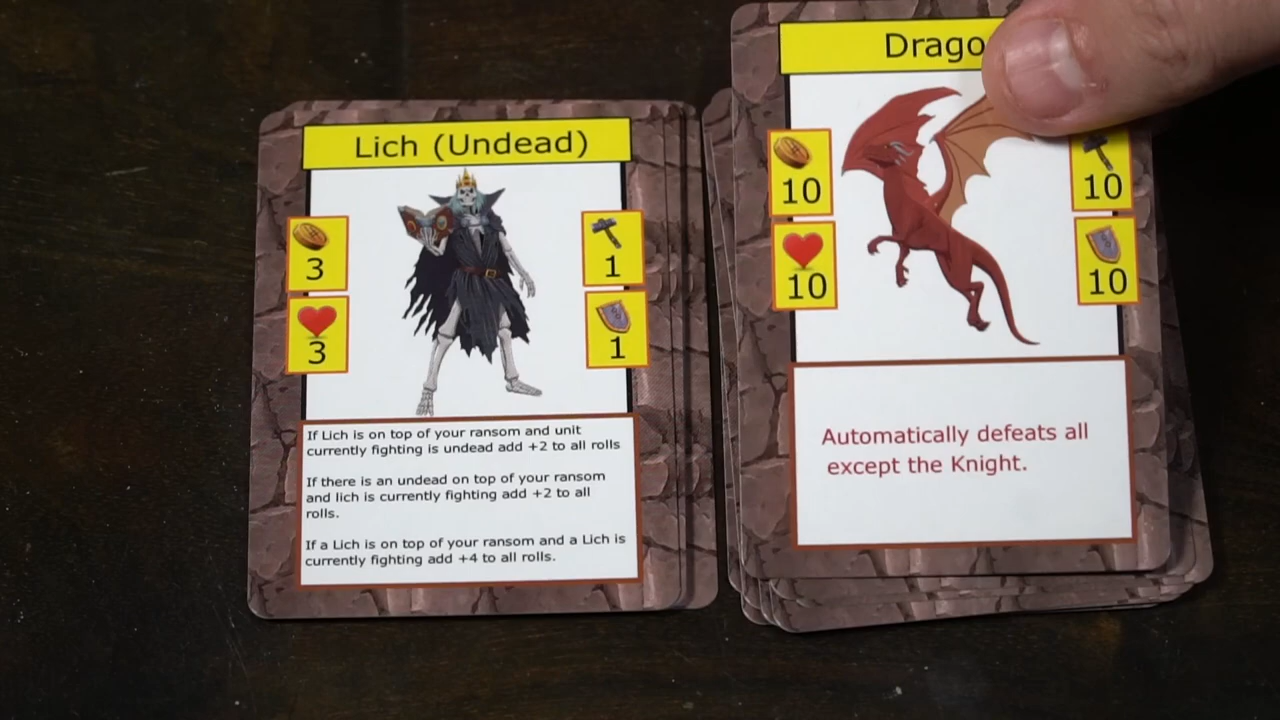 Lich (Undead)
3
1
3
1
If Lich is on top of your ransom and unit
currently fighting is undead add +2 to all rolls
If there is an undead on top of your ransom
and lich is currently fighting add +2 to all
rolls.
If a Lich is on top of your ransom and a Lich is
currently fighting add +4 to all rolls.
Drago
10
10
10
10
Automatically defeats all
except the Knight.